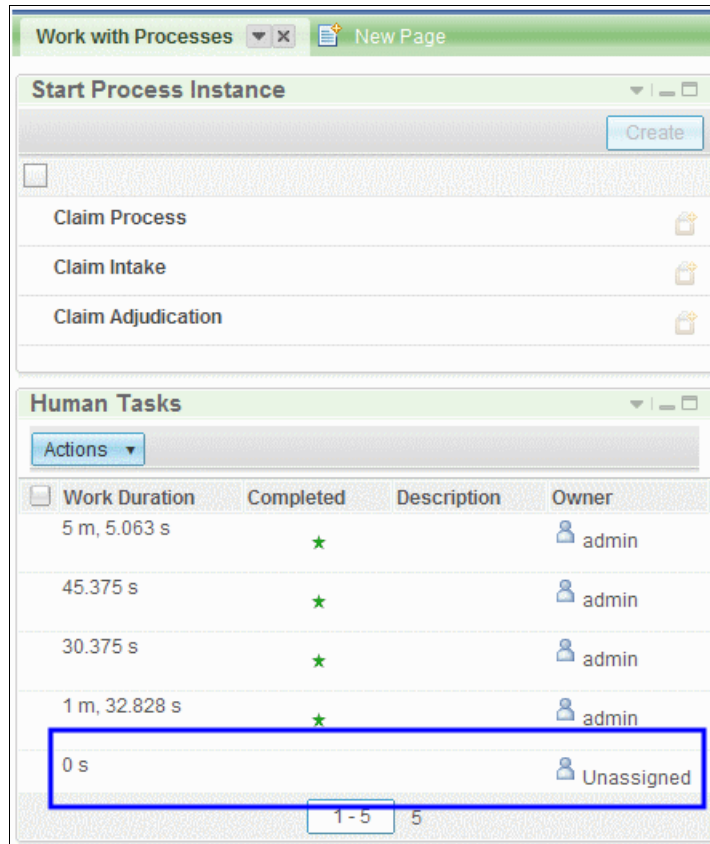 Work with Processes New Page
Start Process Instance
Create
Claim Process
Claim Intake
Claim Adjudication
Human Tasks
Actions
Work Duration Completed Description Owner
5 m, 5.063 s admin
45.375 s admin
30.375 s admin
1 m, 32.828 s admin
0 s Unassigned
1 - 5 5